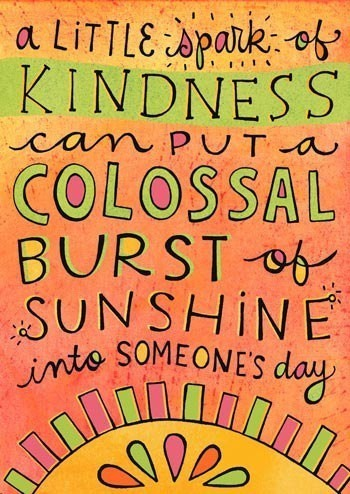 a LiTTLE spark of
KINDNESS
can PUT a
COLOSSAL
BURST of
SUNSHiNE
into SOMEONE'S day